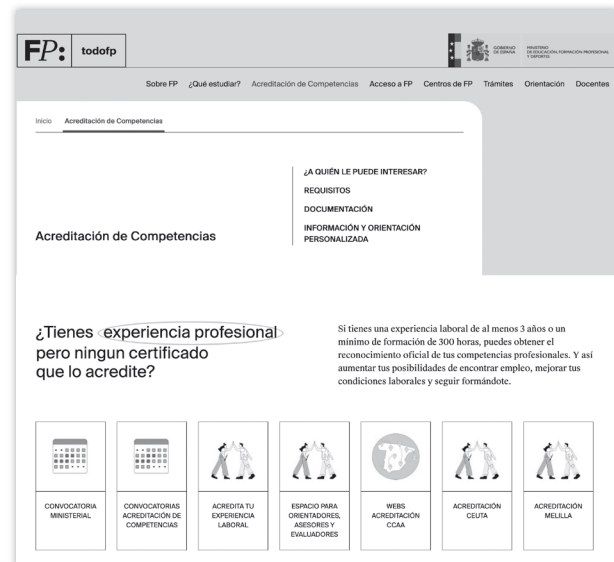 FP: todofp
GOBIERNO
DE ESPAÑA
MINISTERIO
DE EDUCACIÓN, FORMACIÓN PROFESIONAL
Y DEPORTES
Sobre FP ¿Qué estudiar? Acreditación de Competencias Acceso a FP Centros de FP Trámites Orientación Docentes
Inicio Acreditación de Competencias
¿A QUIÉN LE PUEDE INTERESAR?
REQUISITOS
DOCUMENTACIÓN
INFORMACIÓN Y ORIENTACIÓN
PERSONALIZADA
Acreditación de Competencias
¿Tienes experiencia profesional
pero ningun certificado
que lo acredite?
Si tienes una experiencia laboral de al menos 3 años o un
mínimo de formación de 300 horas, puedes obtener el
reconocimiento oficial de tus competencias profesionales. Y así
aumentar tus posibilidades de encontrar empleo, mejorar tus
condiciones laborales y seguir formándote.
CONVOCATORIA
MINISTERIAL
CONVOCATORIAS
ACREDITACIÓN DE
COMPETENCIAS
ACREDITA TU
EXPERIENCIA
LABORAL
ESPACIO PARA
ORIENTADORES,
ASESORES Y
EVALUADORES
WEBS
ACREDITACIÓN
CCAA
ACREDITACIÓN
CEUTA
ACREDITACIÓN
MELILLA